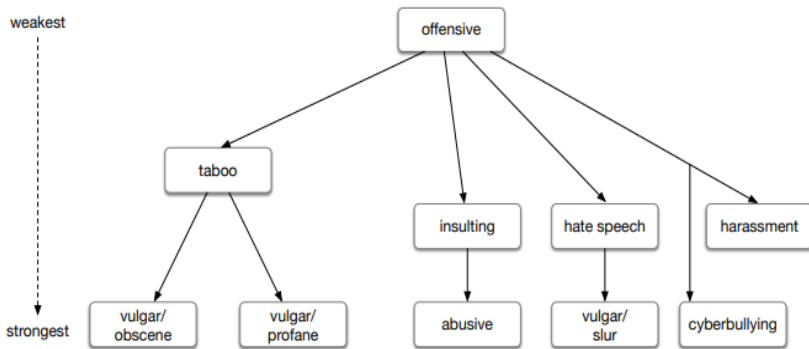 weakest
offensive
taboo
insulting
hate speech
harassment
strongest
vulgar/
obscene
vulgar/
profane
abusive
vulgar/
slur
cyberbullying